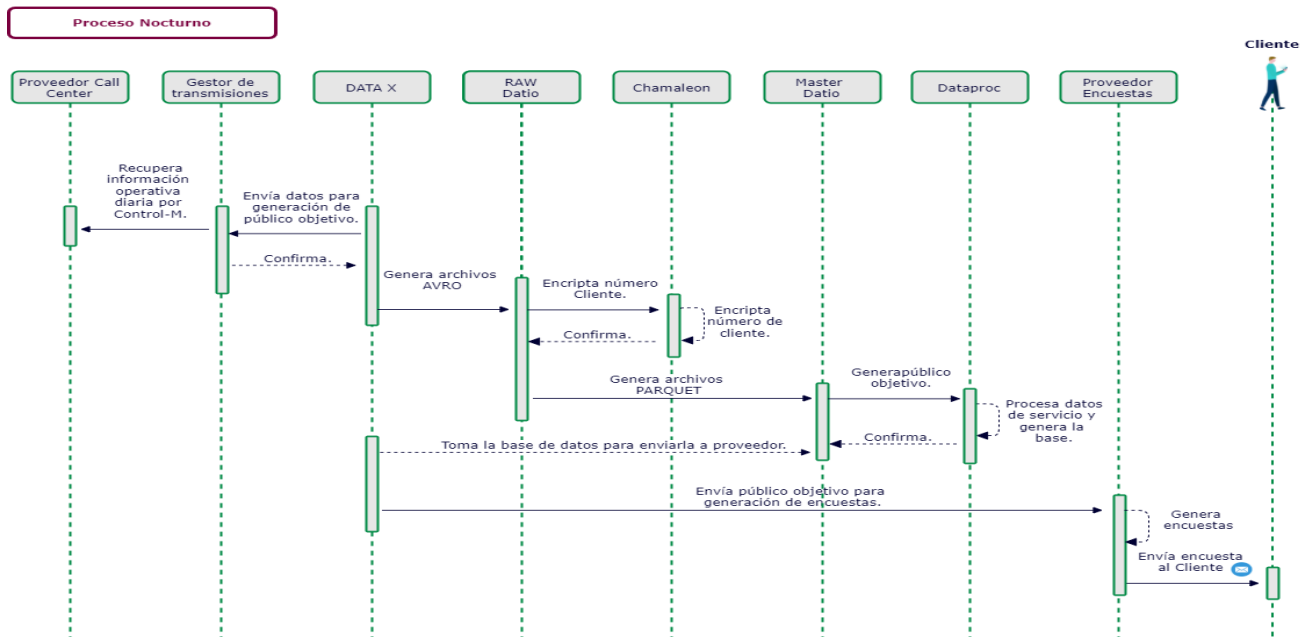 Proceso Nocturno
Cliente
Proveedor Call
Center
Gestor de
transmisiones
DATA X
RAW
Datio
Chamaleon
Master
Datio
Dataproc
Proveedor
Encuestas
Recupera
información
operativa
diaria por
Control-M.
Envía datos para
generación de
público objetivo.
Confirma.
Genera archivos
AVRO
Encripta número
Cliente.
Encripta
número de
cliente.
Confirma.
Genera archivos
PARQUET
Generapúblico
objetivo.
Procesa datos
de servicio y
genera la
base.
Confirma.
Toma la base de datos para enviarla a proveedor.
Envía público objetivo para
generación de encuestas.
Genera
encuestas
Envía encuesta
al Cliente